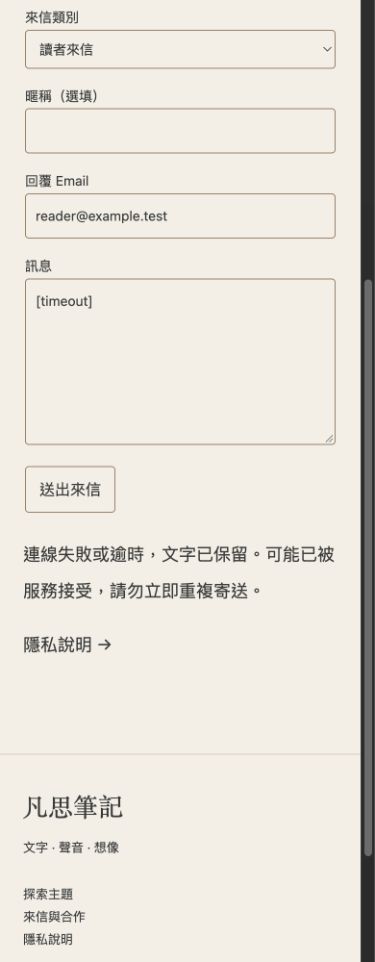 來信類別
讀者來信
暱稱（選填）
回覆 Email
reader@example.test
訊息
[timeout]
送出來信
連線失敗或逾時，文字已保留。可能已被
服務接受，請勿立即重複寄送。
隱私說明 →
凡思筆記
文字 · 聲音 · 想像
探索主題
來信與合作
隱私說明